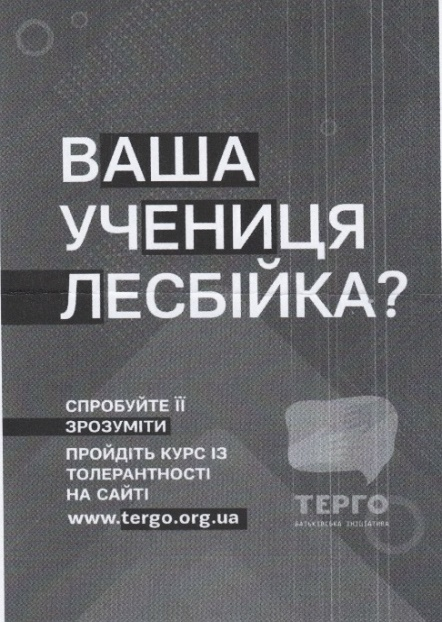 ВАША
УЧЕНИЦЯ
ЛЕСБІЙКА?
СПРОБУЙТЕ ЇЇ
ЗРОЗУМІТИ
ПРОЙДІТЬ КУРС ІЗ
ТОЛЕРАНТНОСТІ
НА САЙТІ
www.tergo.org.ua
ТЕРГО
БАТЬКІВСЬКА ІНІЦІАТИВА